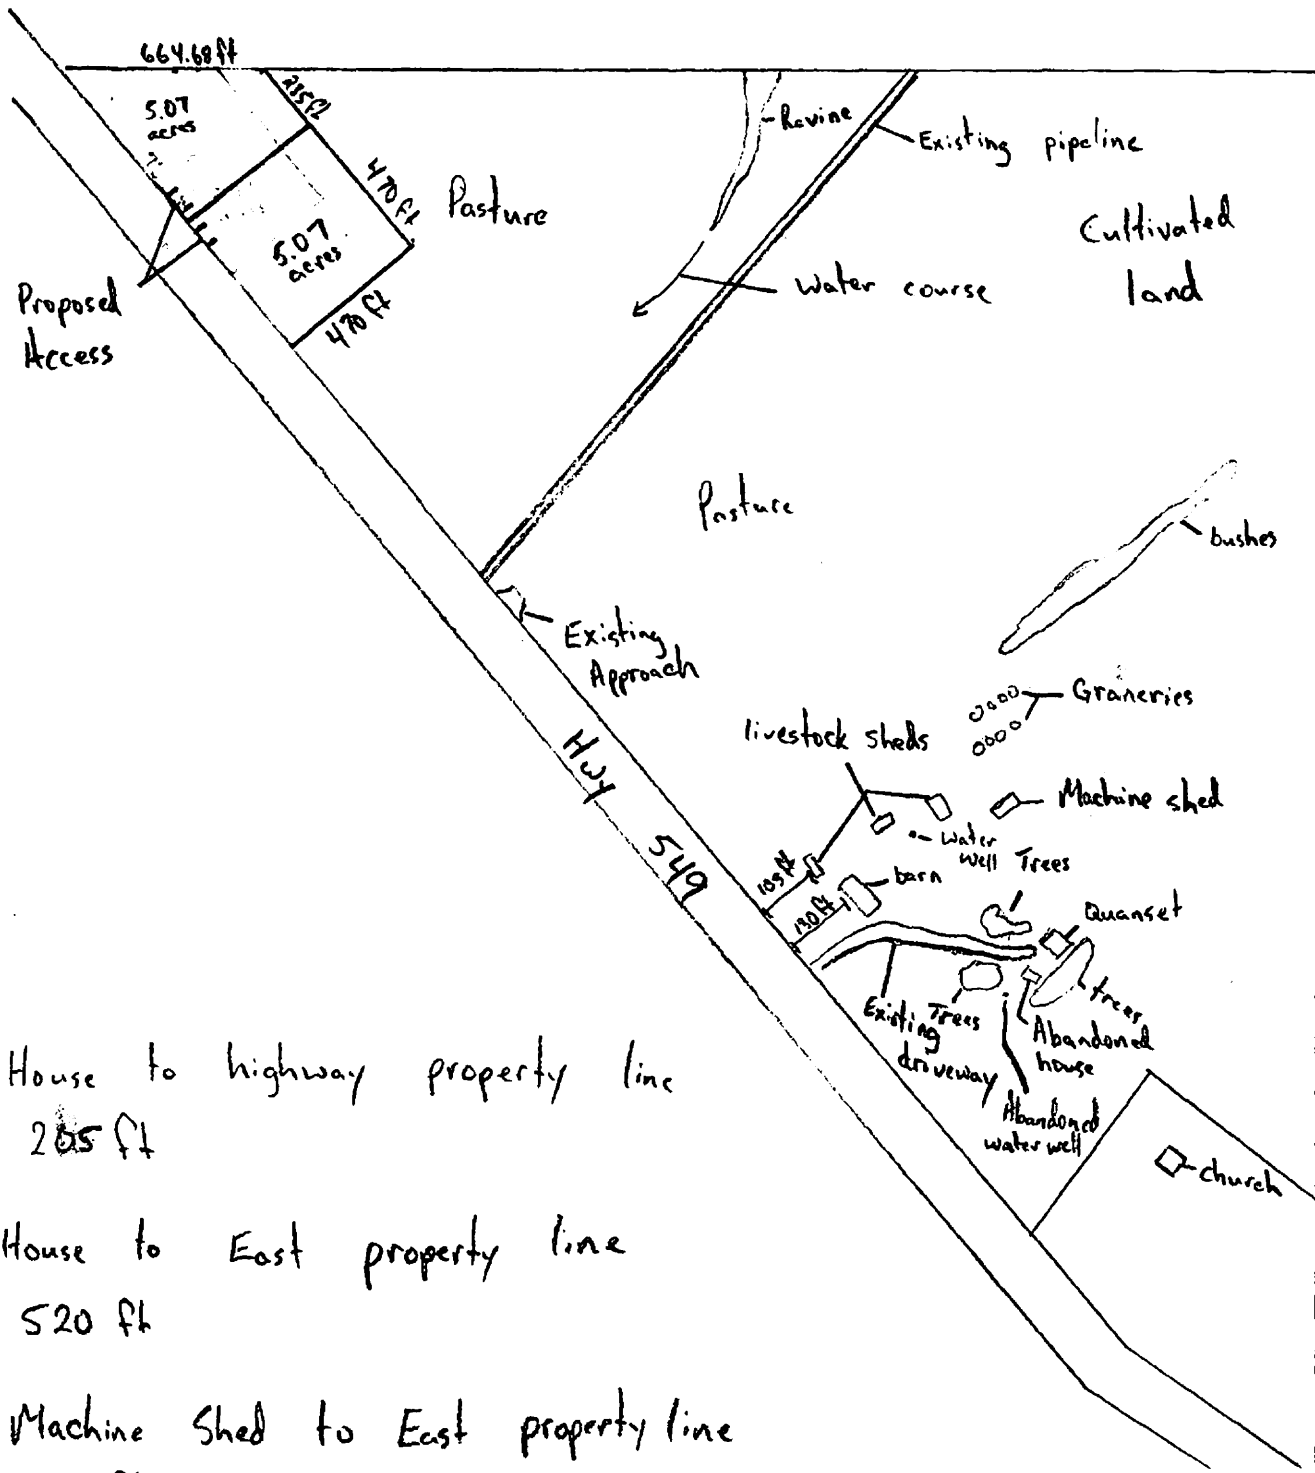 664.68 ft
5.07
acres
235 ft
470 ft
Pasture
5.07
acres
470 ft
Proposed
Access
Ravine
Existing pipeline
Cultivated
land
Water course
Pasture
bushes
Existing
Approach
Graneries
livestock sheds
Machine shed
Hwy 549
water
well
Trees
105 ft
barn
130 ft
Quanset
trees
Existing
driveway
Trees
Abandoned
house
Abandoned
water well
church
House to highway property line
205 ft
House to East property line
520 ft
Machine Shed to East property line